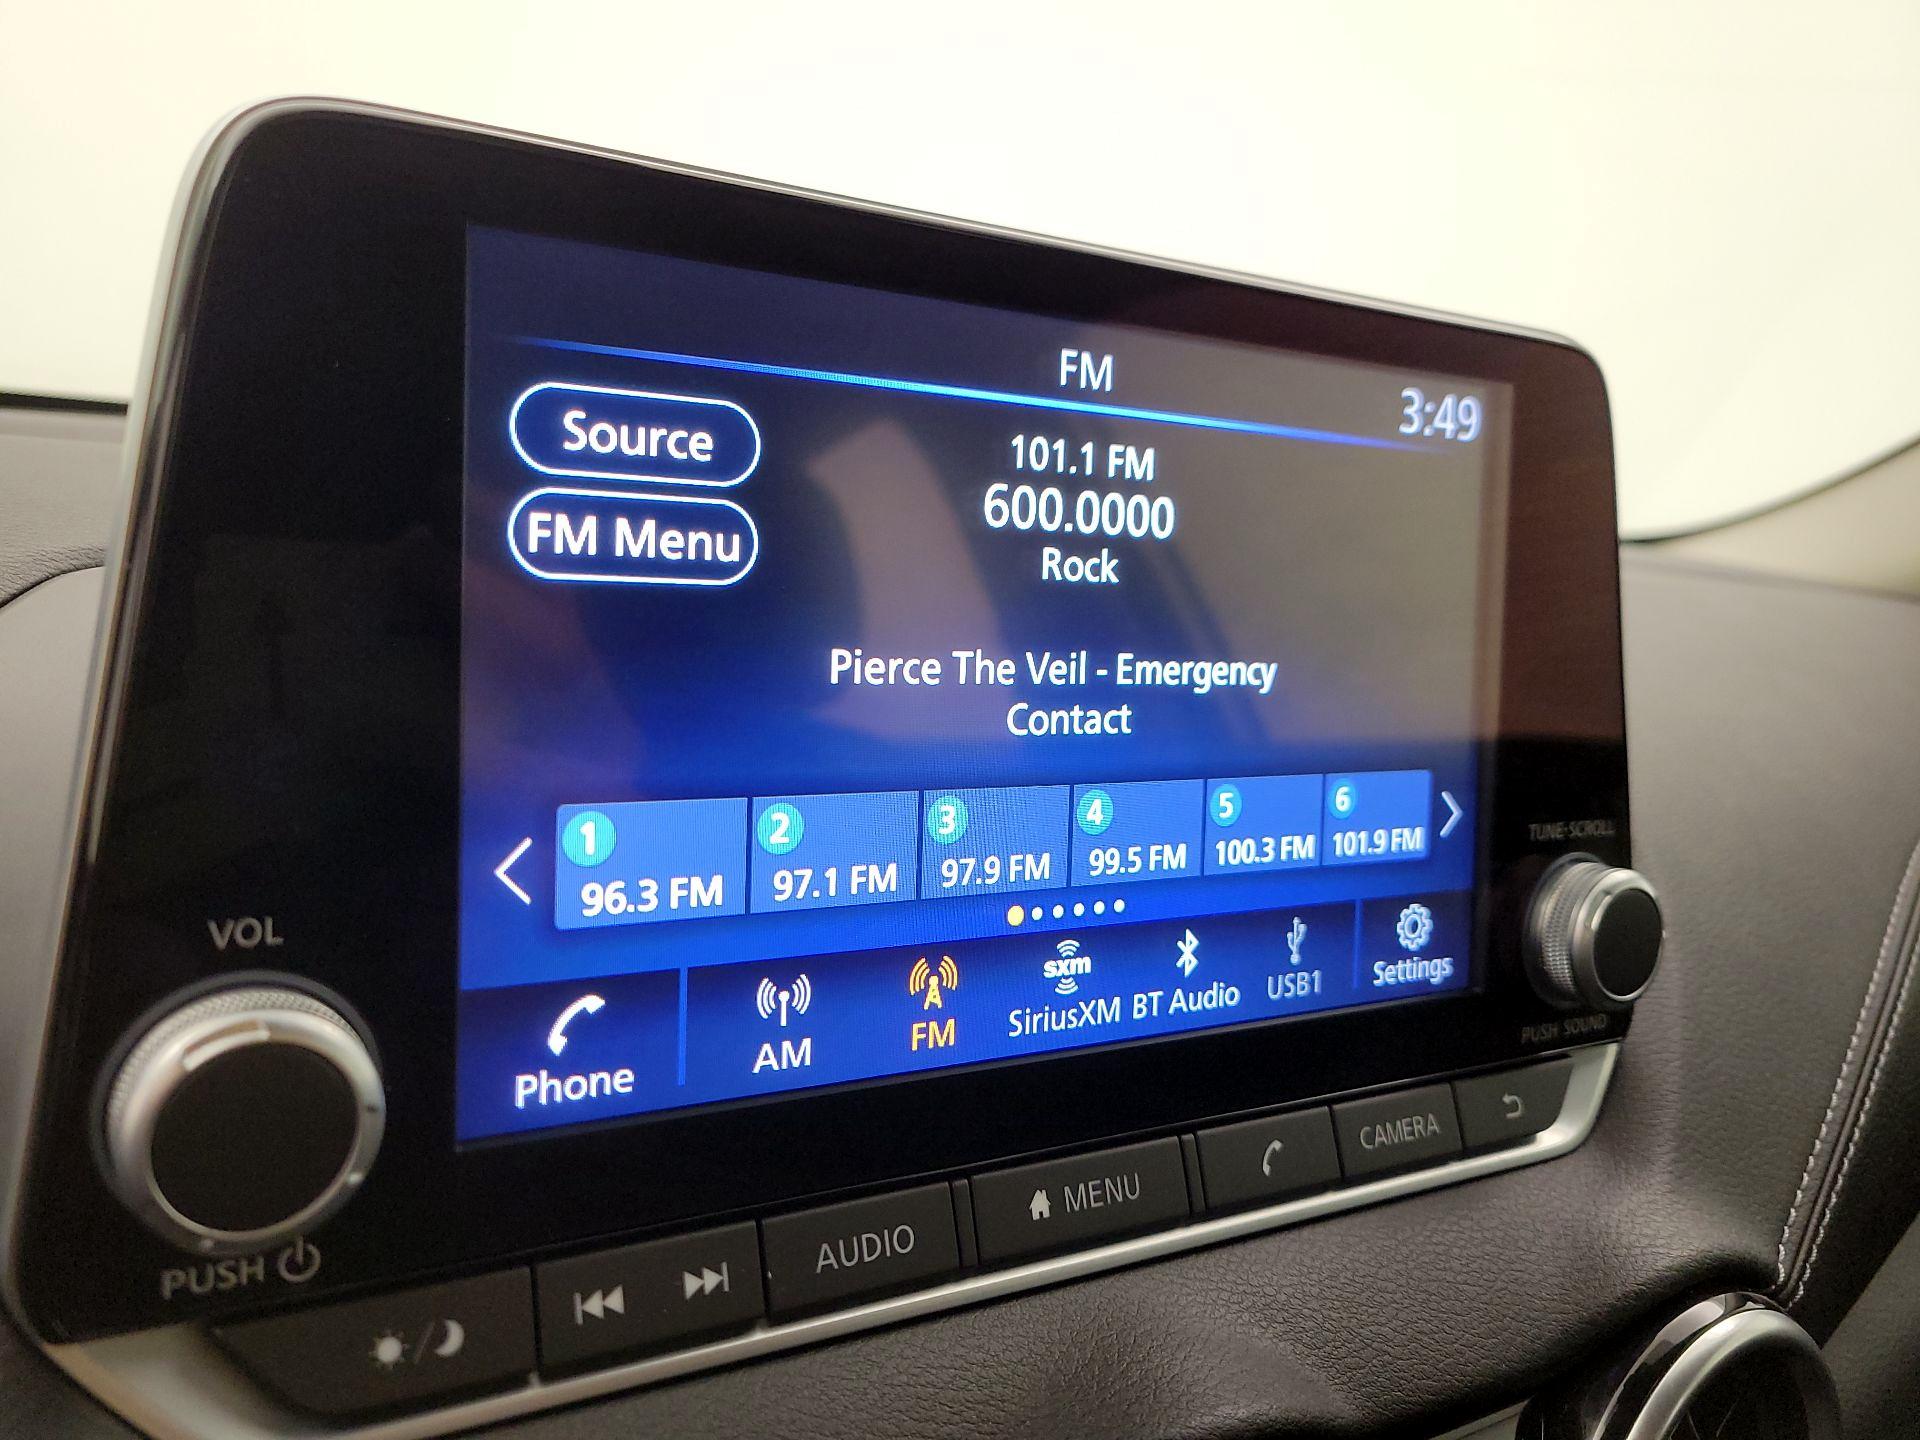 FM
3:49
Source
101.1 FM
600.0000
FM Menu
Rock
Pierce The Veil - Emergency
Contact
1 2 3 4 5 6
96.3 FM 97.1 FM 97.9 FM 99.5 FM 100.3 FM 101.9 FM
Phone AM FM SiriusXM BT Audio USB1 Settings
sxm
VOL
PUSH
TUNE·SCROLL
PUSH SOUND
AUDIO MENU CAMERA